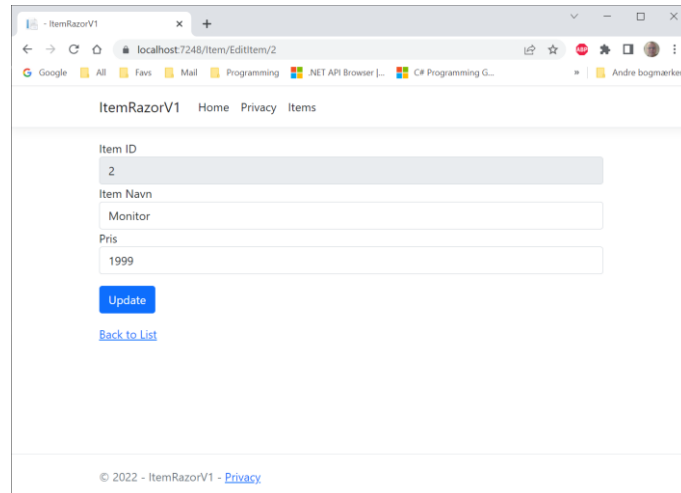 - ItemRazorV1
localhost:7248/Item/EditItem/2
ABP
G Google All Favs Mail Programming .NET API Browser |... C# Programming G... » Andre bogmærker
ItemRazorV1 Home Privacy Items
Item ID
2
Item Navn
Monitor
Pris
1999
Update
Back to List
© 2022 - ItemRazorV1 - Privacy